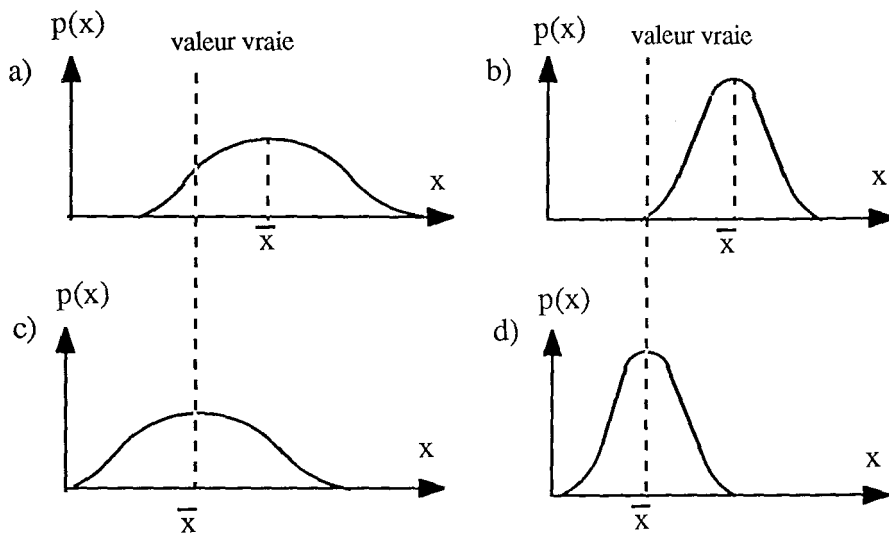 a)
p(x)
valeur vraie
x
x̅
b)
p(x)
valeur vraie
x
x̅
c)
p(x)
x
x̅
d)
p(x)
x
x̅